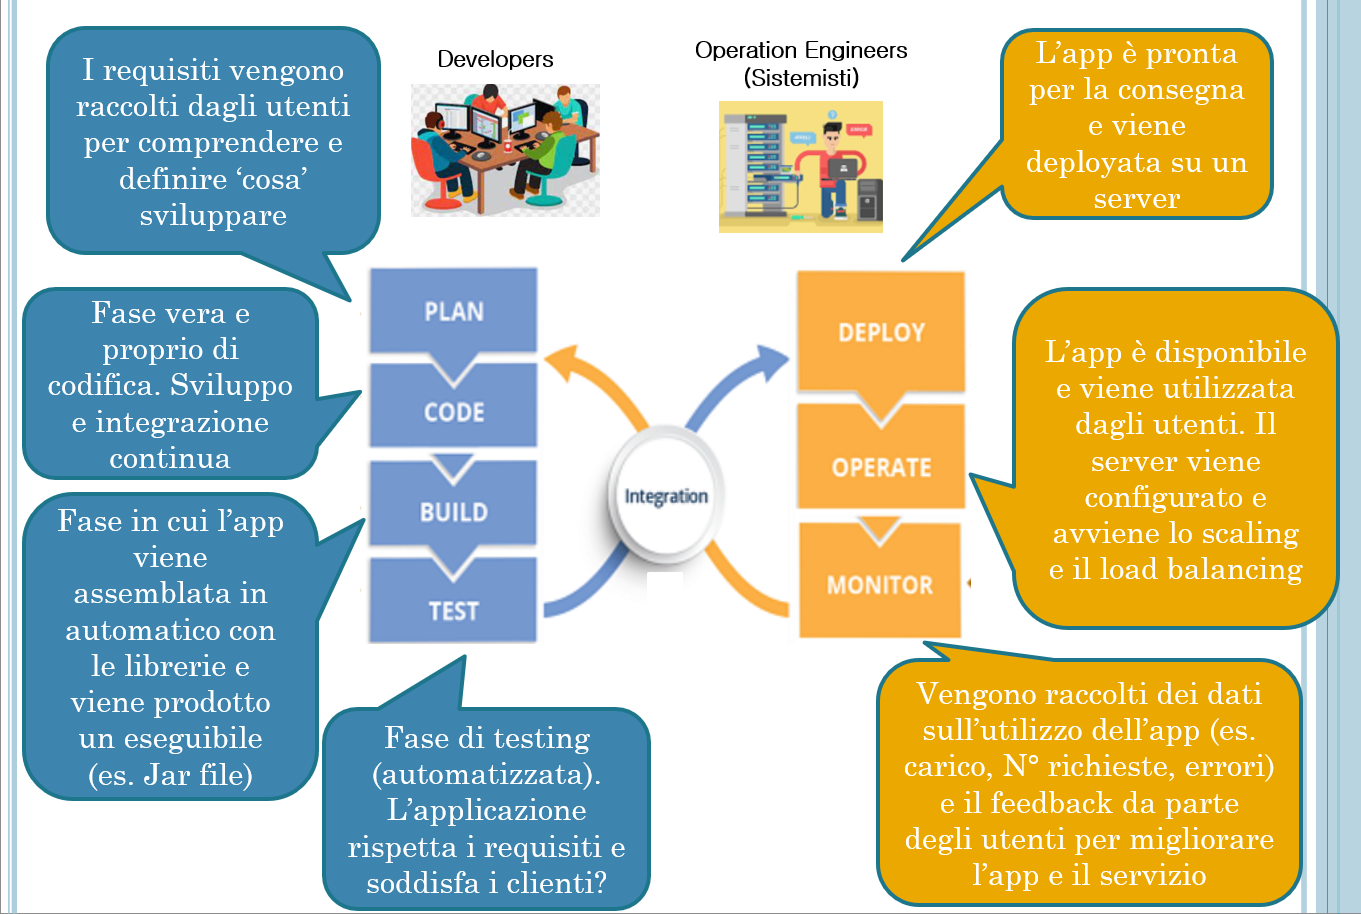 Developers
Operation Engineers
(Sistemisti)
I requisiti vengono
raccolti dagli utenti
per comprendere e
definire ‘cosa’
sviluppare
Fase vera e
proprio di
codifica. Sviluppo
e integrazione
continua
Fase in cui l’app
viene
assemblata in
automatico con
le librerie e
viene prodotto
un eseguibile
(es. Jar file)
Fase di testing
(automatizzata).
L’applicazione
rispetta i requisiti e
soddisfa i clienti?
PLAN
CODE
BUILD
TEST
Integration
DEPLOY
OPERATE
MONITOR
L’app è pronta
per la consegna
e viene
deployata su un
server
L’app è disponibile
e viene utilizzata
dagli utenti. Il
server viene
configurato e
avviene lo scaling
e il load balancing
Vengono raccolti dei dati
sull’utilizzo dell’app (es.
carico, N° richieste, errori)
e il feedback da parte
degli utenti per migliorare
l’app e il servizio